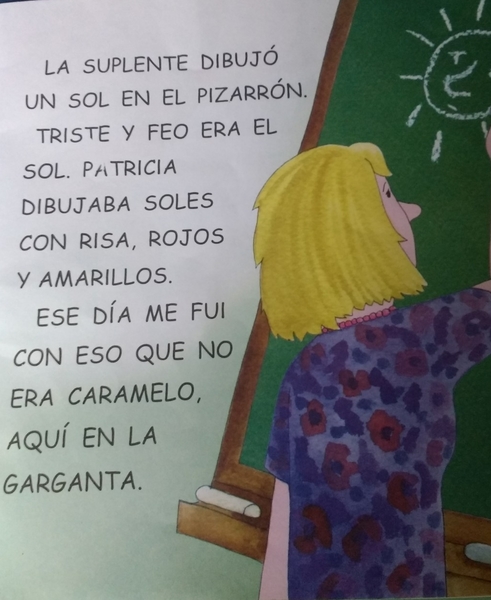 LA SUPLENTE DIBUJÓ
UN SOL EN EL PIZARRÓN.
TRISTE Y FEO ERA EL
SOL. PATRICIA
DIBUJABA SOLES
CON RISA, ROJOS
Y AMARILLOS.
ESE DÍA ME FUI
CON ESO QUE NO
ERA CARAMELO,
AQUÍ EN LA
GARGANTA.